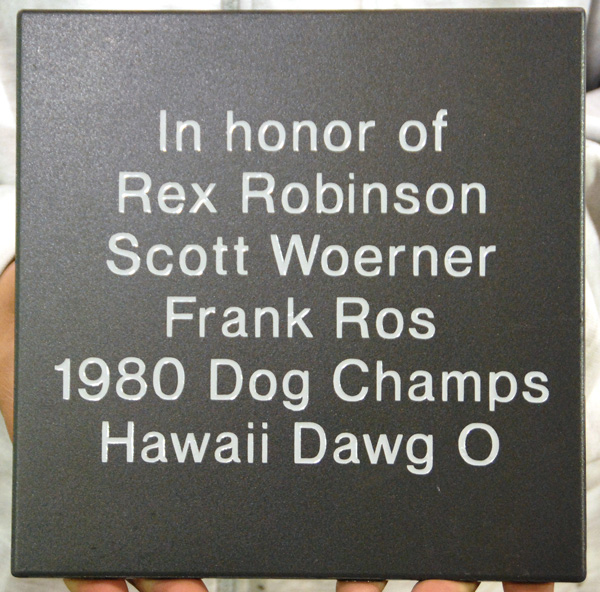 In honor of
Rex Robinson
Scott Woerner
Frank Ros
1980 Dog Champs
Hawaii Dawg O